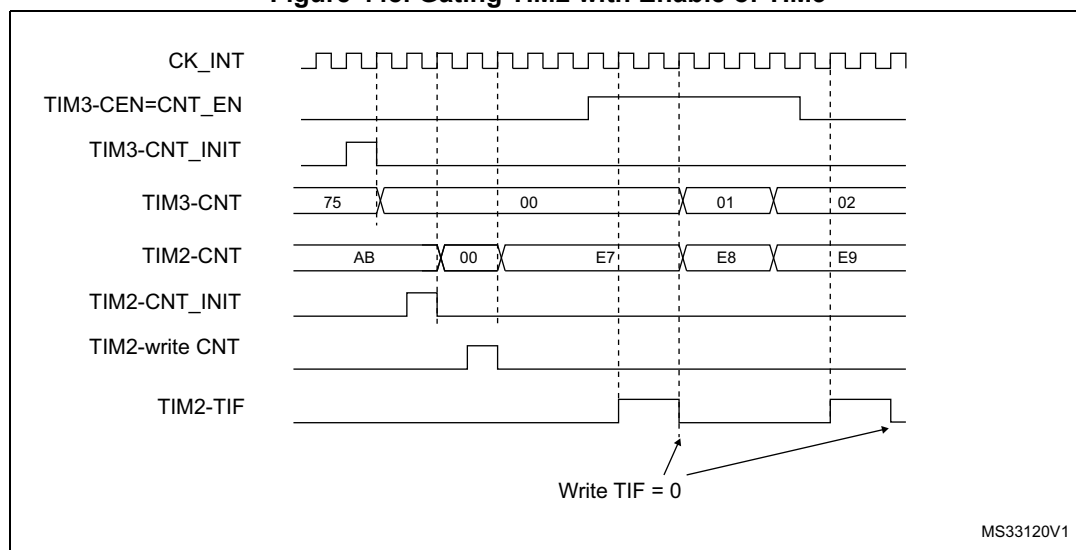 CK_INT
TIM3-CEN=CNT_EN
TIM3-CNT_INIT
TIM3-CNT 75 00 01 02
TIM2-CNT AB 00 E7 E8 E9
TIM2-CNT_INIT
TIM2-write CNT
TIM2-TIF
Write TIF = 0
MS33120V1